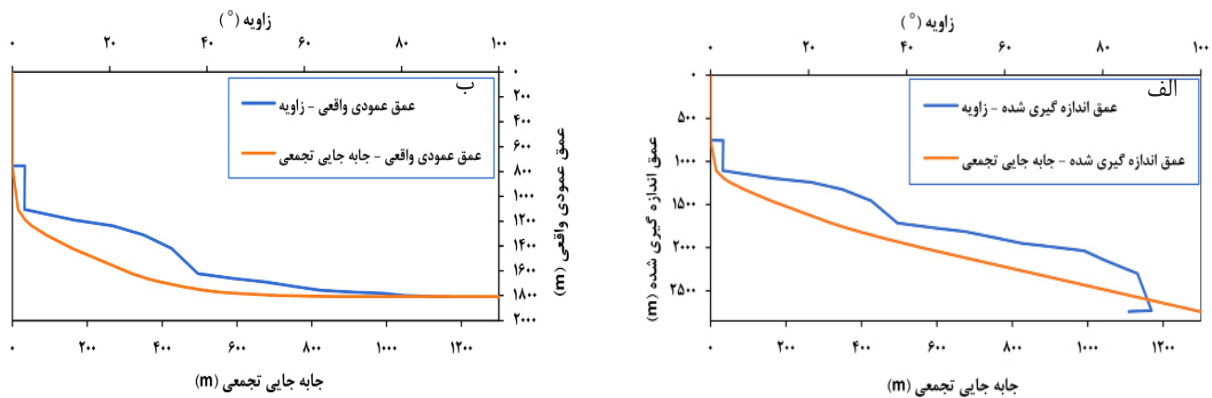 زاویه (°)
۰ ۲۰ ۴۰ ۶۰ ۸۰ ۱۰۰
الف
عمق اندازه گیری شده – زاویه
عمق اندازه گیری شده – جابه جایی تجمعی
عمق اندازه گیری شده (m)
۰
۵۰۰
۱۰۰۰
۱۵۰۰
۲۰۰۰
۲۵۰۰
۰ ۲۰۰ ۴۰۰ ۶۰۰ ۸۰۰ ۱۰۰۰ ۱۲۰۰
جابه جایی تجمعی (m)
زاویه (°)
۰ ۲۰ ۴۰ ۶۰ ۸۰ ۱۰۰
ب
عمق عمودی واقعی – زاویه
عمق عمودی واقعی – جابه جایی تجمعی
عمق عمودی واقعی (m)
۰
۲۰۰
۴۰۰
۶۰۰
۸۰۰
۱۰۰۰
۱۲۰۰
۱۴۰۰
۱۶۰۰
۱۸۰۰
۲۰۰۰
۰ ۲۰۰ ۴۰۰ ۶۰۰ ۸۰۰ ۱۰۰۰ ۱۲۰۰
جابه جایی تجمعی (m)